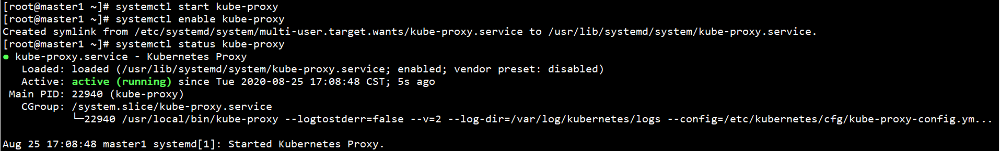 [root@master1 ~]# systemctl start kube-proxy
[root@master1 ~]# systemctl enable kube-proxy
Created symlink from /etc/systemd/system/multi-user.target.wants/kube-proxy.service to /usr/lib/systemd/system/kube-proxy.service.
[root@master1 ~]# systemctl status kube-proxy
● kube-proxy.service - Kubernetes Proxy
   Loaded: loaded (/usr/lib/systemd/system/kube-proxy.service; enabled; vendor preset: disabled)
   Active: active (running) since Tue 2020-08-25 17:08:48 CST; 5s ago
 Main PID: 22940 (kube-proxy)
   CGroup: /system.slice/kube-proxy.service
           └─22940 /usr/local/bin/kube-proxy --logtostderr=false --v=2 --log-dir=/var/log/kubernetes/logs --config=/etc/kubernetes/cfg/kube-proxy-config.ym...
Aug 25 17:08:48 master1 systemd[1]: Started Kubernetes Proxy.